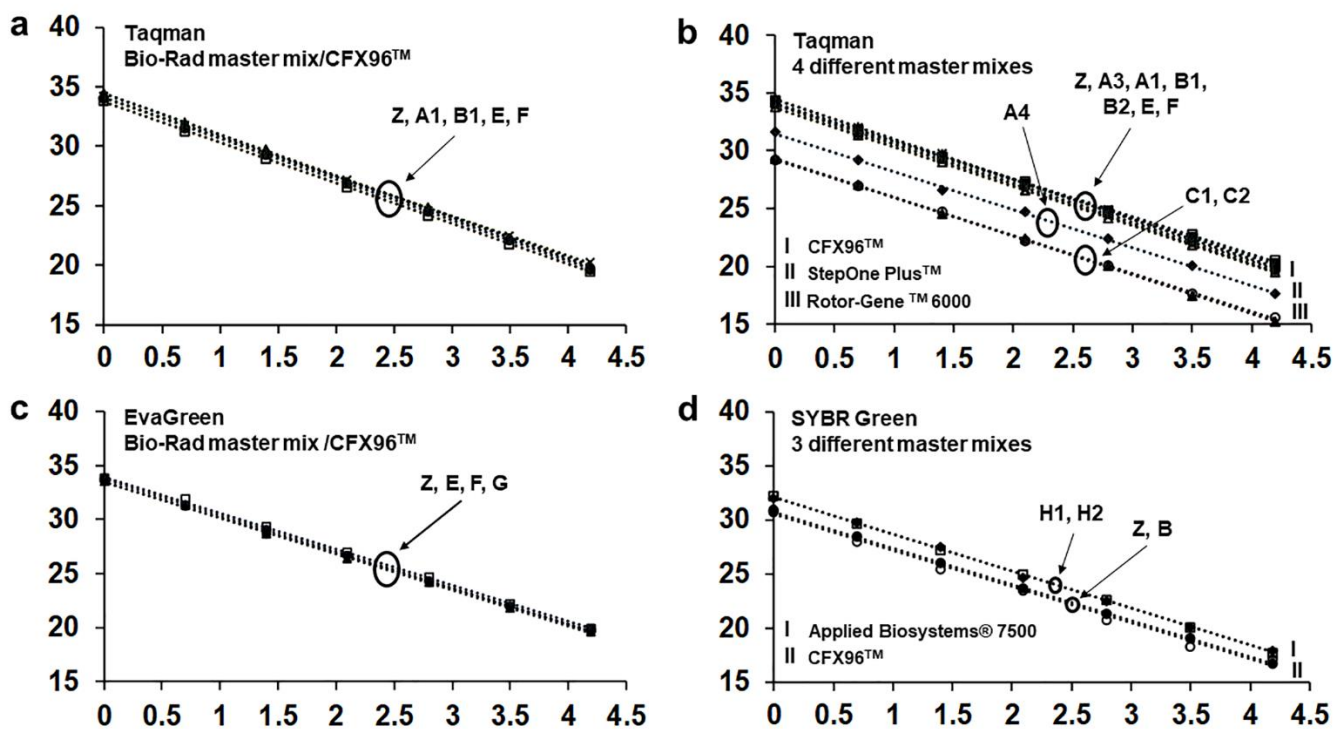 a
Taqman
Bio-Rad master mix/CFX96™
40
35
30
25
20
15
Z, A1, B1, E, F
0 0.5 1 1.5 2 2.5 3 3.5 4 4.5
b
Taqman
4 different master mixes
40
35
30
25
20
15
Z, A3, A1, B1,
B2, E, F
A4
C1, C2
I CFX96™
II StepOne Plus™
III Rotor-Gene ™ 6000
I
II
III
0 0.5 1 1.5 2 2.5 3 3.5 4 4.5
c
EvaGreen
Bio-Rad master mix /CFX96™
40
35
30
25
20
15
Z, E, F, G
0 0.5 1 1.5 2 2.5 3 3.5 4 4.5
d
SYBR Green
3 different master mixes
40
35
30
25
20
15
H1, H2
Z, B
I Applied Biosystems® 7500
II CFX96™
I
II
0 0.5 1 1.5 2 2.5 3 3.5 4 4.5